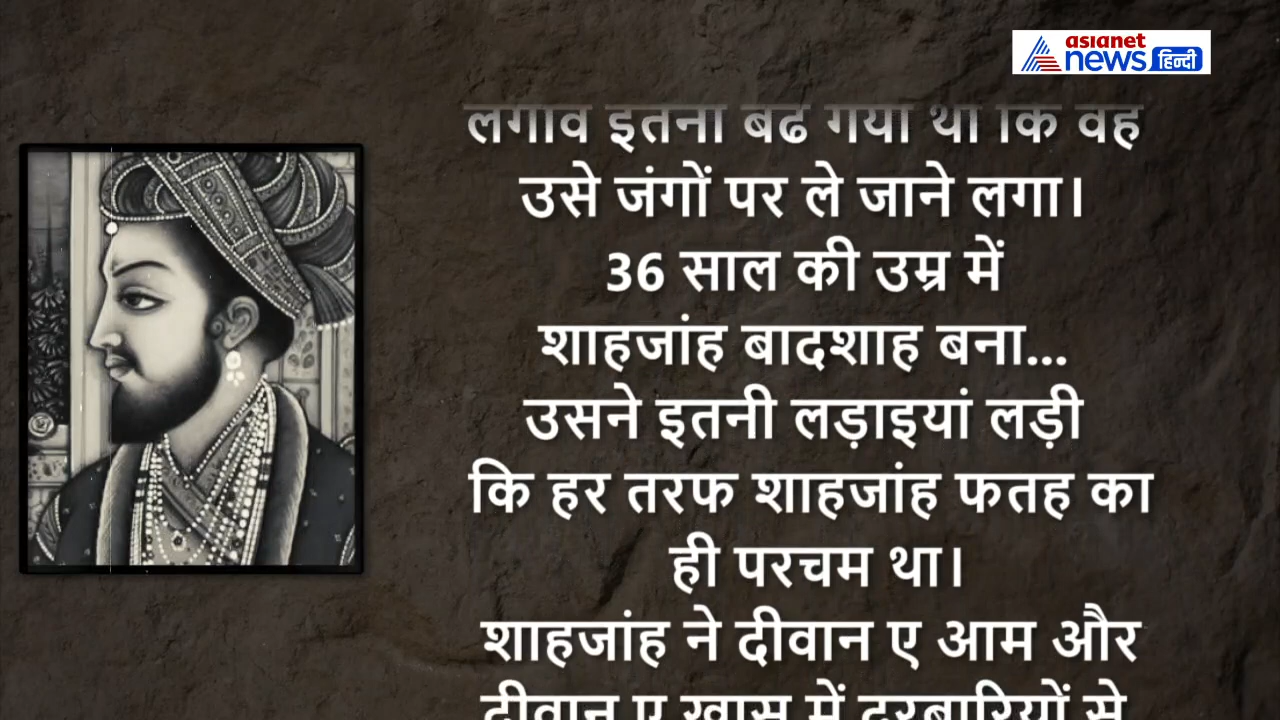 asianet
news हिन्दी
लगाव इतना बढ गया था कि वह
उसे जंगों पर ले जाने लगा।
36 साल की उम्र में
शाहजांह बादशाह बना...
उसने इतनी लड़ाइयां लड़ी
कि हर तरफ शाहजांह फतह का
ही परचम था।
शाहजांह ने दीवान ए आम और
दीवान ए खास में दरबारियों से